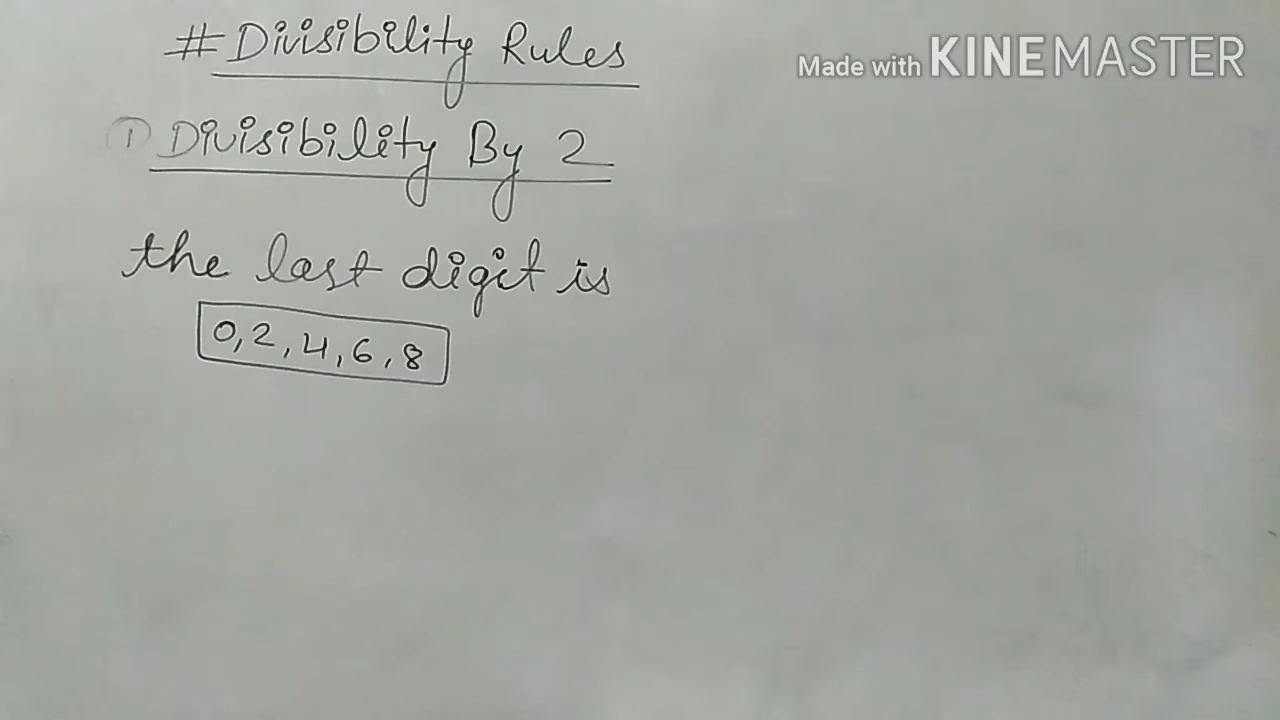 # Divisibility Rules
Made with KINEMASTER
① Divisibility By 2
the last digit is
0, 2, 4, 6, 8